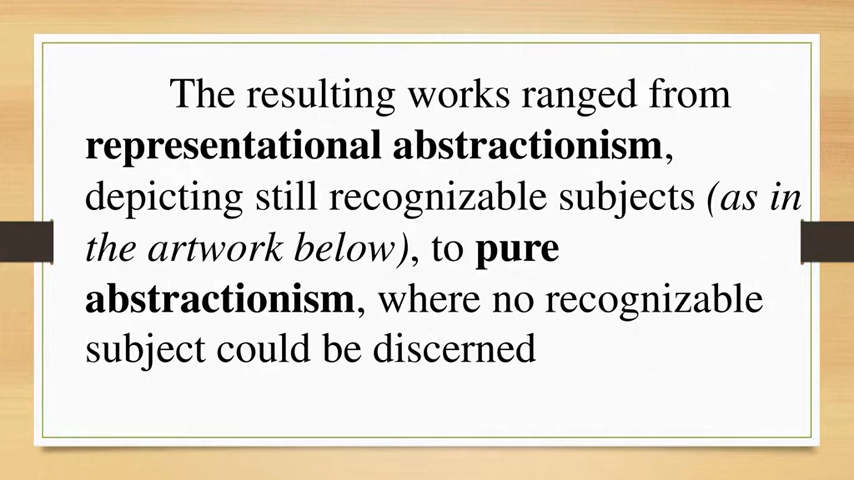 The resulting works ranged from
representational abstractionism,
depicting still recognizable subjects (as in
the artwork below), to pure
abstractionism, where no recognizable
subject could be discerned